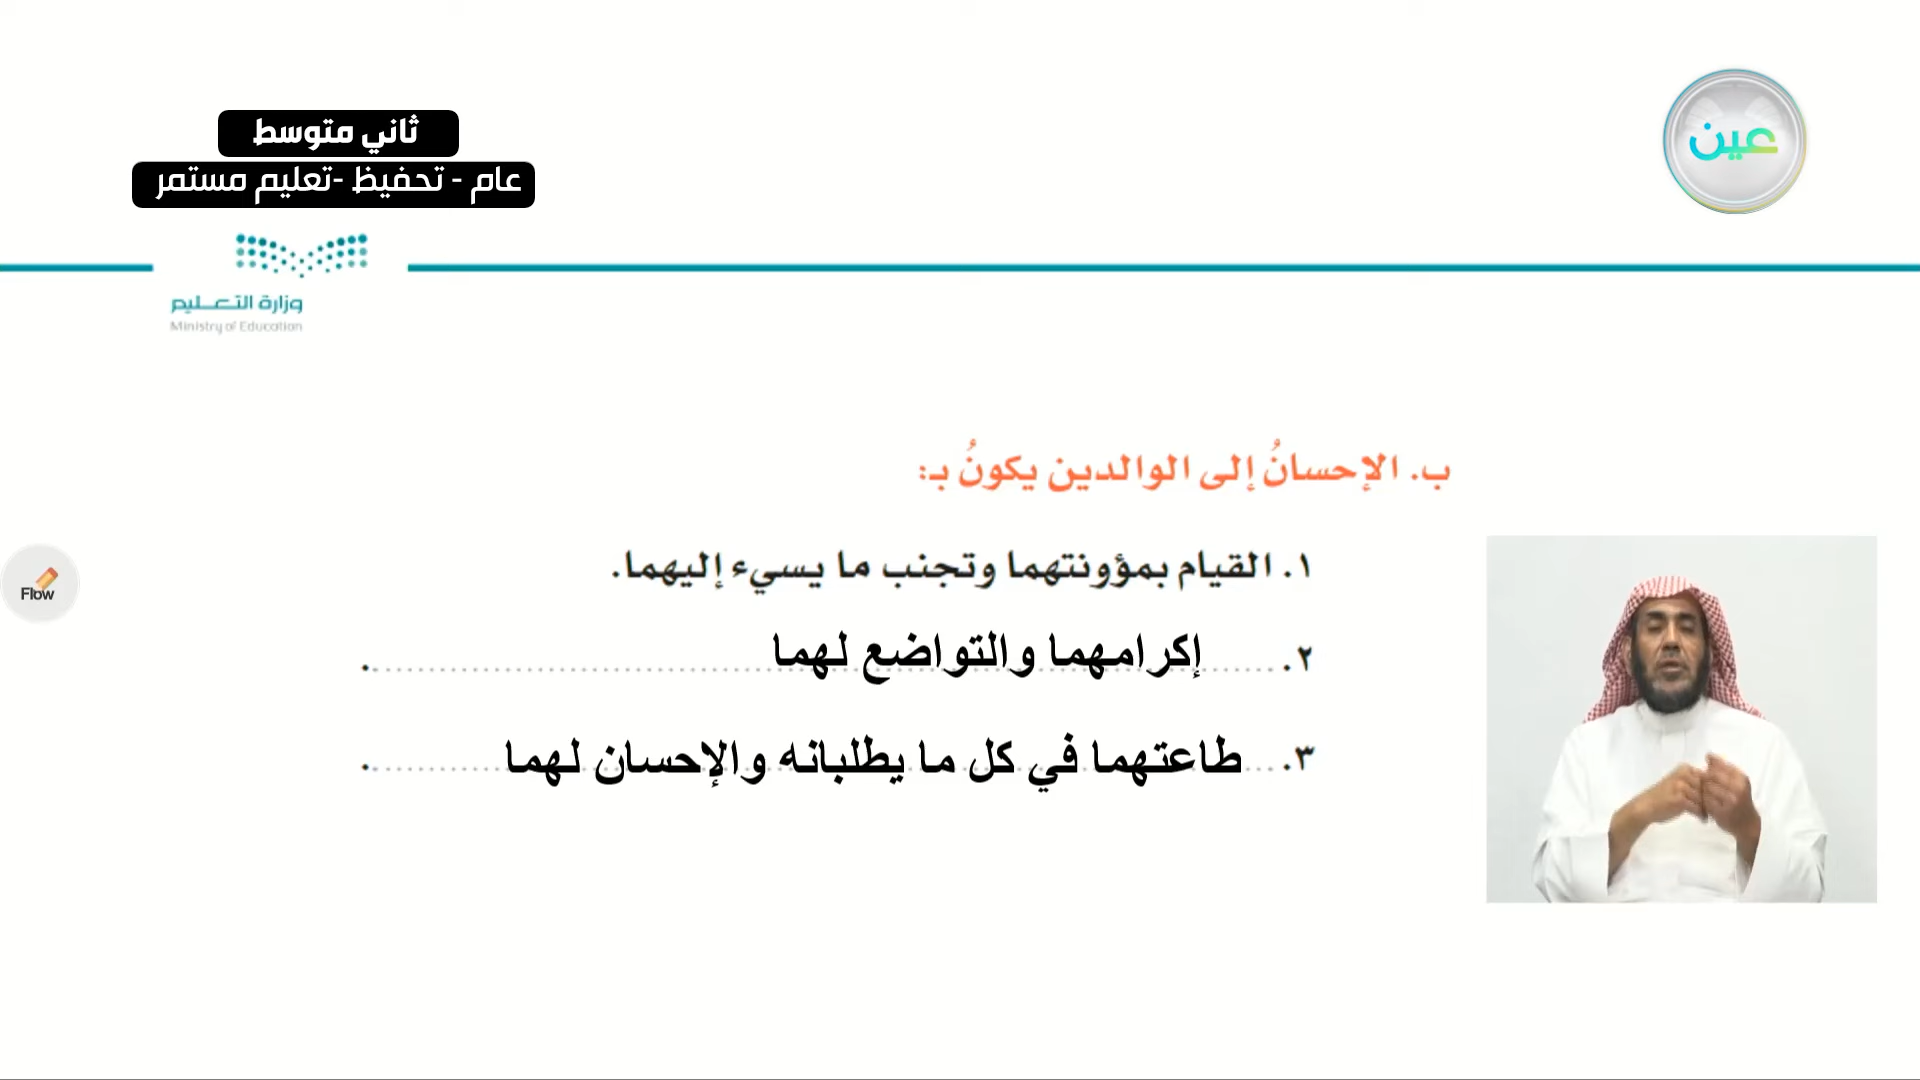 عين
ثاني متوسط
عام - تحفيظ -تعليم مستمر
وزارة التعـــليم
Ministry of Education
ب. الإحسانُ إلى الوالدين يكونُ بـ:
١. القيام بمؤونتهما وتجنب ما يسيء إليهما.
٢. إكرامهما والتواضع لهما .
٣. طاعتهما في كل ما يطلبانه والإحسان لهما .
Flow